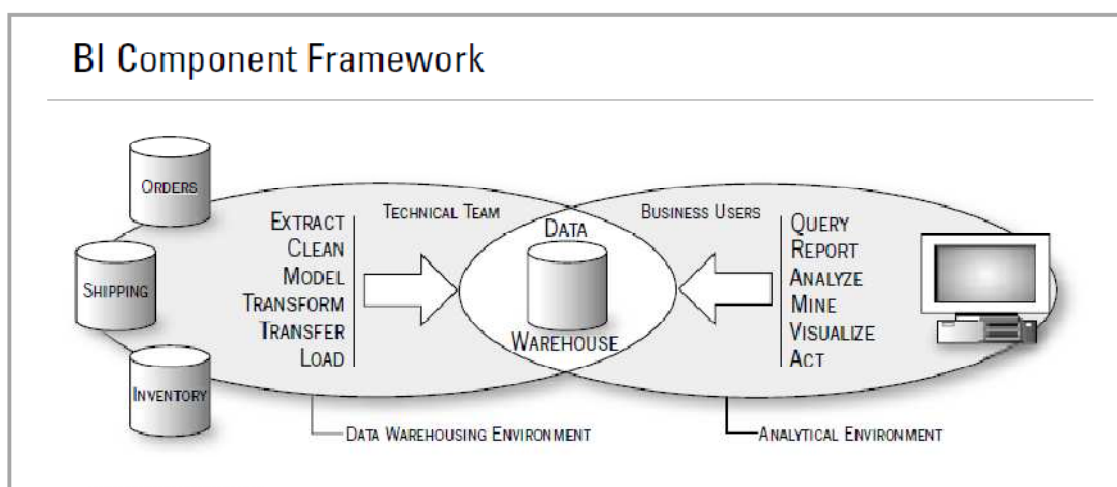 BI Component Framework
ORDERS
SHIPPING
INVENTORY
TECHNICAL TEAM
EXTRACT
CLEAN
MODEL
TRANSFORM
TRANSFER
LOAD
DATA
WAREHOUSE
BUSINESS USERS
QUERY
REPORT
ANALYZE
MINE
VISUALIZE
ACT
DATA WAREHOUSING ENVIRONMENT
ANALYTICAL ENVIRONMENT